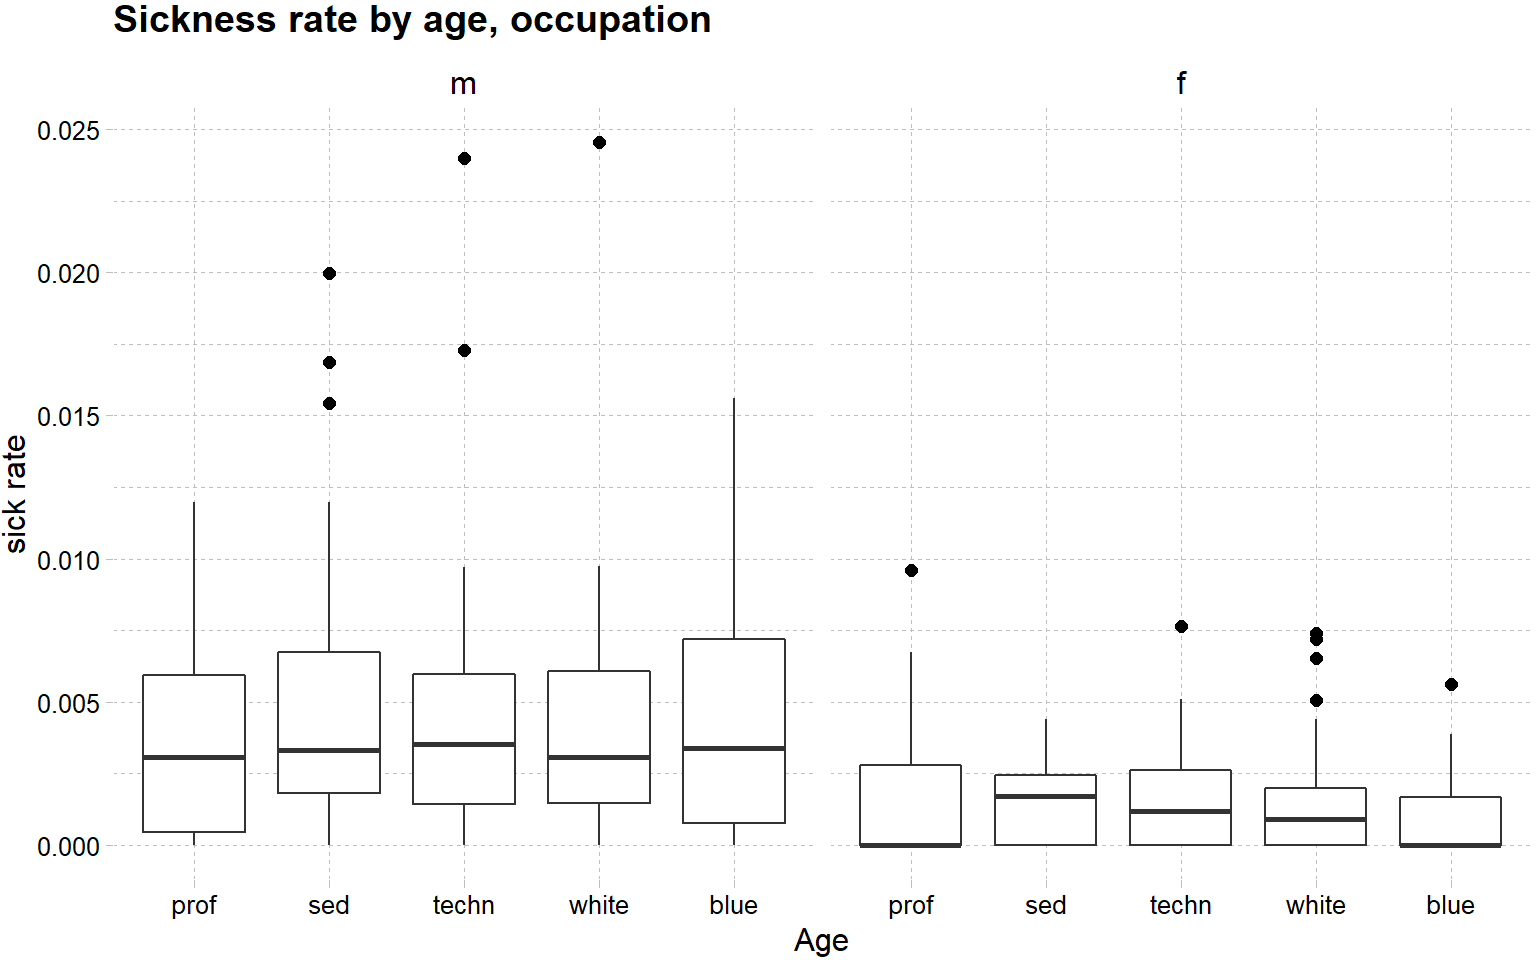 Sickness rate by age, occupation
m
f
0.025
0.020
0.015
0.010
0.005
0.000
sick rate
prof sed techn white blue
prof sed techn white blue
Age